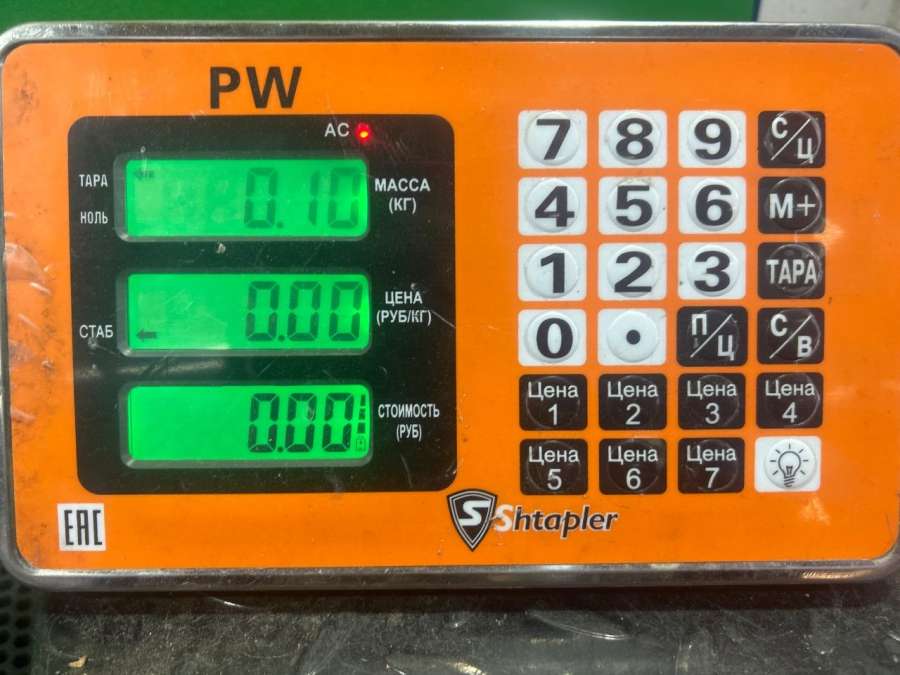 PW
AC
ТАРА
НОЛЬ
0.10
МАССА
(КГ)
СТАБ
0.00
ЦЕНА
(РУБ/КГ)
0.00
СТОИМОСТЬ
(РУБ)
7 8 9 С/Ц
4 5 6 М+
1 2 3 ТАРА
0 . П/Ц С/В
Цена 1
Цена 2
Цена 3
Цена 4
Цена 5
Цена 6
Цена 7
EAC
Shtapler